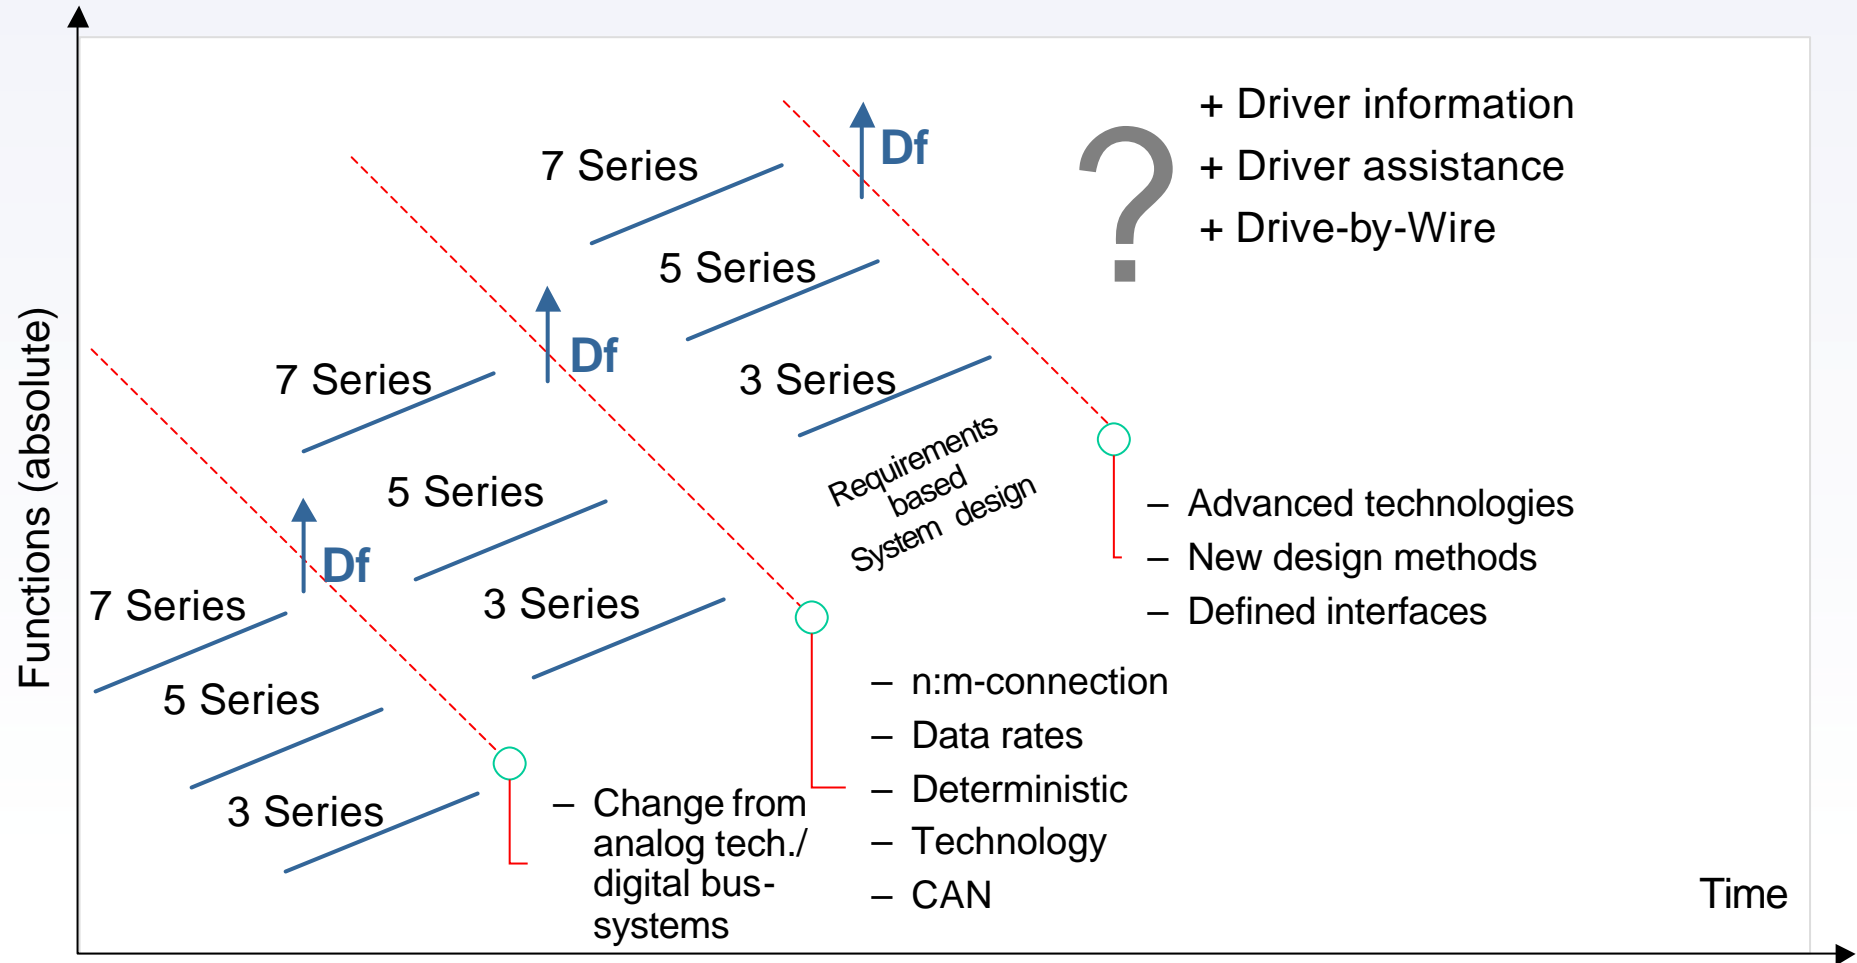 + Driver information
+ Driver assistance
+ Drive-by-Wire
?
Df
7 Series
5 Series
3 Series
Requirements
based
System design
Df
7 Series
5 Series
3 Series
Df
7 Series
5 Series
3 Series
Functions (absolute)
– Advanced technologies
– New design methods
– Defined interfaces
– n:m-connection
– Data rates
– Deterministic
– Technology
– CAN
– Change from
analog tech./
digital bus-
systems
Time